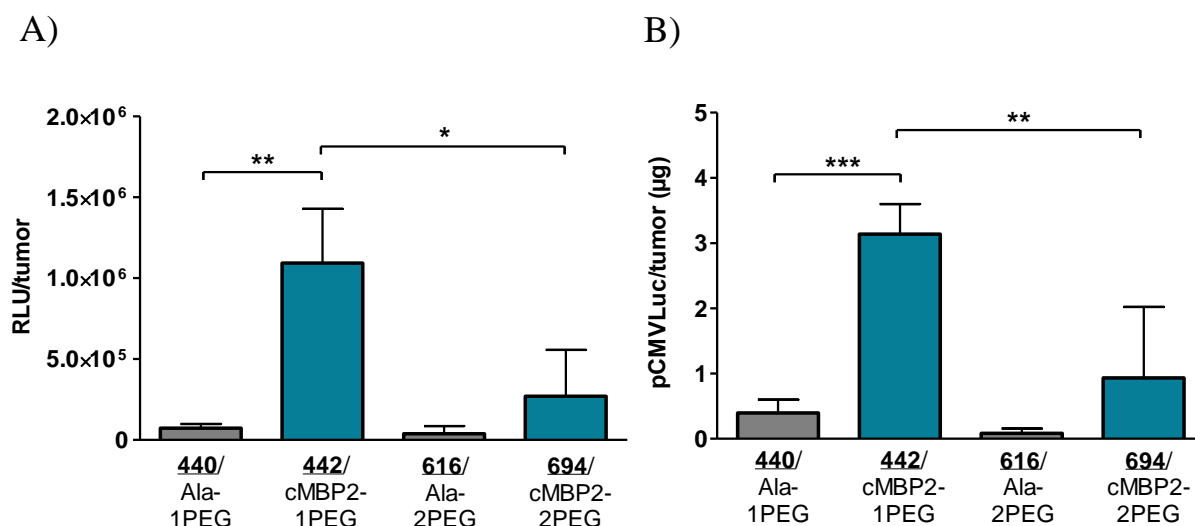 A)
B)
RLU/tumor
2.0×10⁶
1.5×10⁶
1.0×10⁶
5.0×10⁵
0
**
*
440/
Ala-
1PEG
442/
cMBP2-
1PEG
616/
Ala-
2PEG
694/
cMBP2-
2PEG
pCMVLuc/tumor (µg)
5
4
3
2
1
0
***
**
440/
Ala-
1PEG
442/
cMBP2-
1PEG
616/
Ala-
2PEG
694/
cMBP2-
2PEG